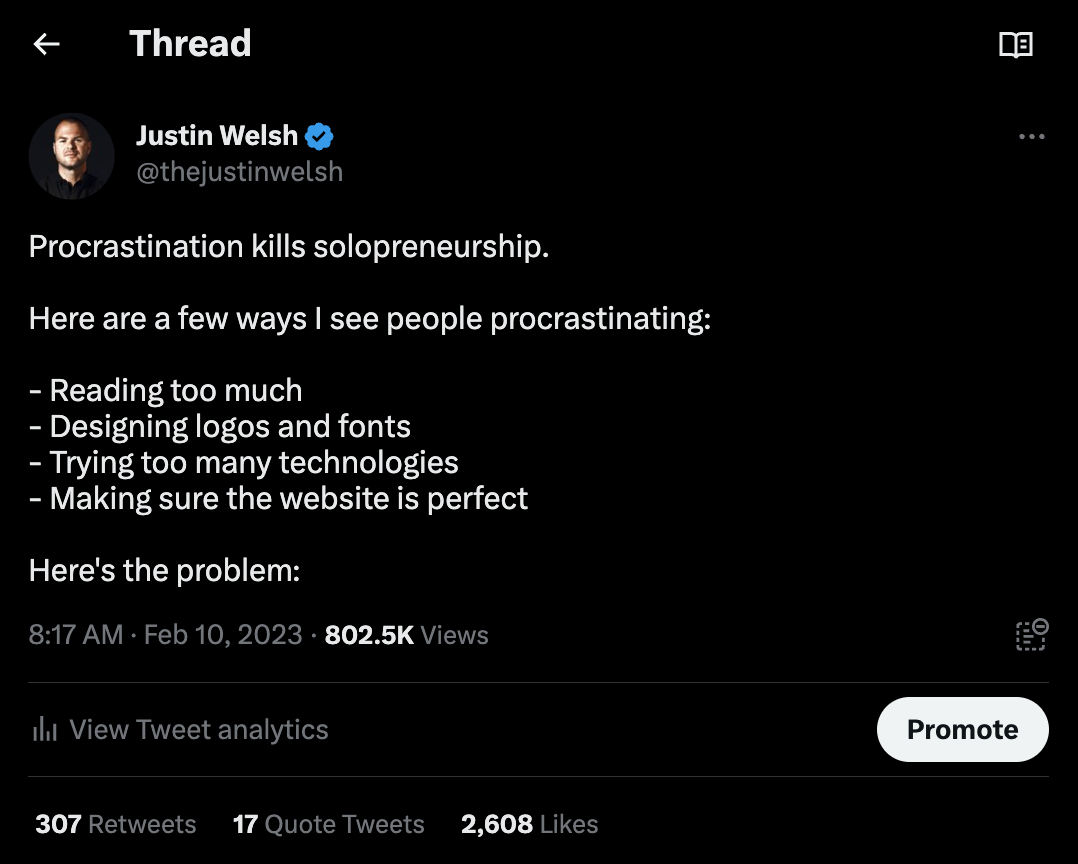 Thread
Justin Welsh
@thejustinwelsh
Procrastination kills solopreneurship.
Here are a few ways I see people procrastinating:
- Reading too much
- Designing logos and fonts
- Trying too many technologies
- Making sure the website is perfect
Here's the problem:
8:17 AM · Feb 10, 2023 · 802.5K Views
View Tweet analytics
Promote
307 Retweets 17 Quote Tweets 2,608 Likes